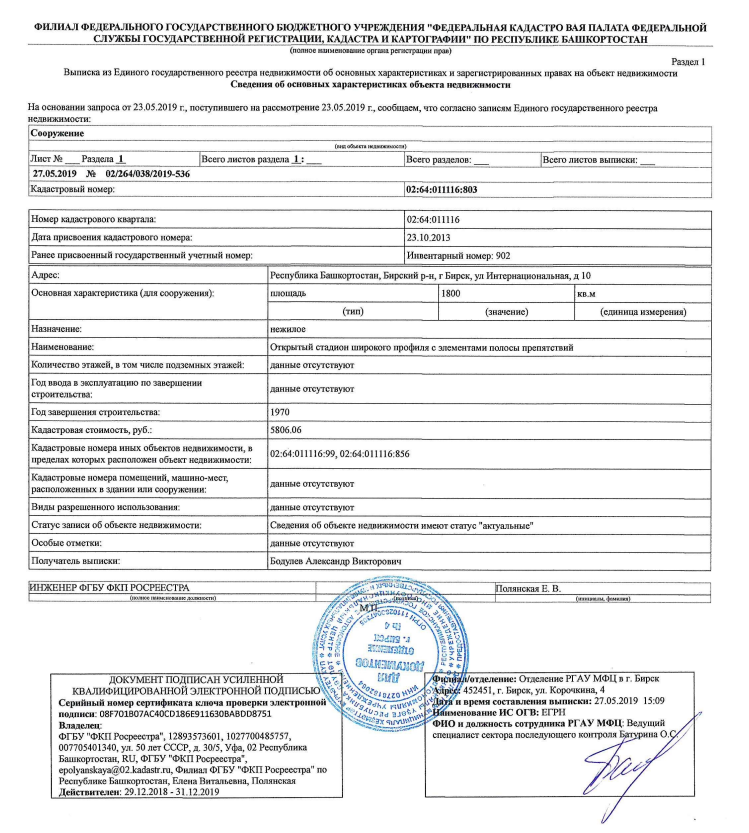 ФИЛИАЛ ФЕДЕРАЛЬНОГО ГОСУДАРСТВЕННОГО БЮДЖЕТНОГО УЧРЕЖДЕНИЯ "ФЕДЕРАЛЬНАЯ КАДАСТРО ВАЯ ПАЛАТА ФЕДЕРАЛЬНОЙ
СЛУЖБЫ ГОСУДАРСТВЕННОЙ РЕГИСТРАЦИИ, КАДАСТРА И КАРТОГРАФИИ" ПО РЕСПУБЛИКЕ БАШКОРТОСТАН
(полное наименование органа регистрации прав)
Раздел 1
Выписка из Единого государственного реестра недвижимости об основных характеристиках и зарегистрированных правах на объект недвижимости
Сведения об основных характеристиках объекта недвижимости
На основании запроса от 23.05.2019 г., поступившего на рассмотрение 23.05.2019 г., сообщаем, что согласно записям Единого государственного реестра
недвижимости:
Сооружение
(вид объекта недвижимости)
Лист № ___ Раздела 1 Всего листов раздела 1 : ___ Всего разделов: ___ Всего листов выписки: ___
27.05.2019 № 02/264/038/2019-536
Кадастровый номер: 02:64:011116:803
Номер кадастрового квартала: 02:64:011116
Дата присвоения кадастрового номера: 23.10.2013
Ранее присвоенный государственный учетный номер: Инвентарный номер: 902
Адрес: Республика Башкортостан, Бирский р-н, г Бирск, ул Интернациональная, д 10
Основная характеристика (для сооружения): площадь 1800 кв.м
(тип) (значение) (единица измерения)
Назначение: нежилое
Наименование: Открытый стадион широкого профиля с элементами полосы препятствий
Количество этажей, в том числе подземных этажей: данные отсутствуют
Год ввода в эксплуатацию по завершении
строительства: данные отсутствуют
Год завершения строительства: 1970
Кадастровая стоимость, руб.: 5806.06
Кадастровые номера иных объектов недвижимости, в
пределах которых расположен объект недвижимости: 02:64:011116:99, 02:64:011116:856
Кадастровые номера помещений, машино-мест,
расположенных в здании или сооружении: данные отсутствуют
Виды разрешенного использования: данные отсутствуют
Статус записи об объекте недвижимости: Сведения об объекте недвижимости имеют статус "актуальные"
Особые отметки: данные отсутствуют
Получатель выписки: Бодулев Александр Викторович
ИНЖЕНЕР ФГБУ ФКП РОСРЕЕСТРА Полянская Е. В.
(полное наименование должности) (подпись) (инициалы, фамилия)
М.П.
ДЛЯ
ДОКУМЕНТОВ
ОТДЕЛЕНИЕ
г. БИРСК
№ 4
ДОКУМЕНТ ПОДПИСАН УСИЛЕННОЙ
КВАЛИФИЦИРОВАННОЙ ЭЛЕКТРОННОЙ ПОДПИСЬЮ
Серийный номер сертификата ключа проверки электронной
подписи: 08F701B07AC40CD186E911630BABDD8751
Владелец:
ФГБУ "ФКП Росреестра", 12893573601, 1027700485757,
007705401340, ул. 50 лет СССР, д. 30/5, Уфа, 02 Республика
Башкортостан, RU, ФГБУ "ФКП Росреестра",
epolyanskaya@02.kadastr.ru, Филиал ФГБУ "ФКП Росреестра" по
Республике Башкортостан, Елена Витальевна, Полянская
Действителен: 29.12.2018 - 31.12.2019
Филиал/отделение: Отделение РГАУ МФЦ в г. Бирск
Адрес: 452451, г. Бирск, ул. Корочкина, 4
Дата и время составления выписки: 27.05.2019 15:09
Наименование ИС ОГВ: ЕГРН
ФИО и должность сотрудника РГАУ МФЦ: Ведущий
специалист сектора последующего контроля Батурина О.С.